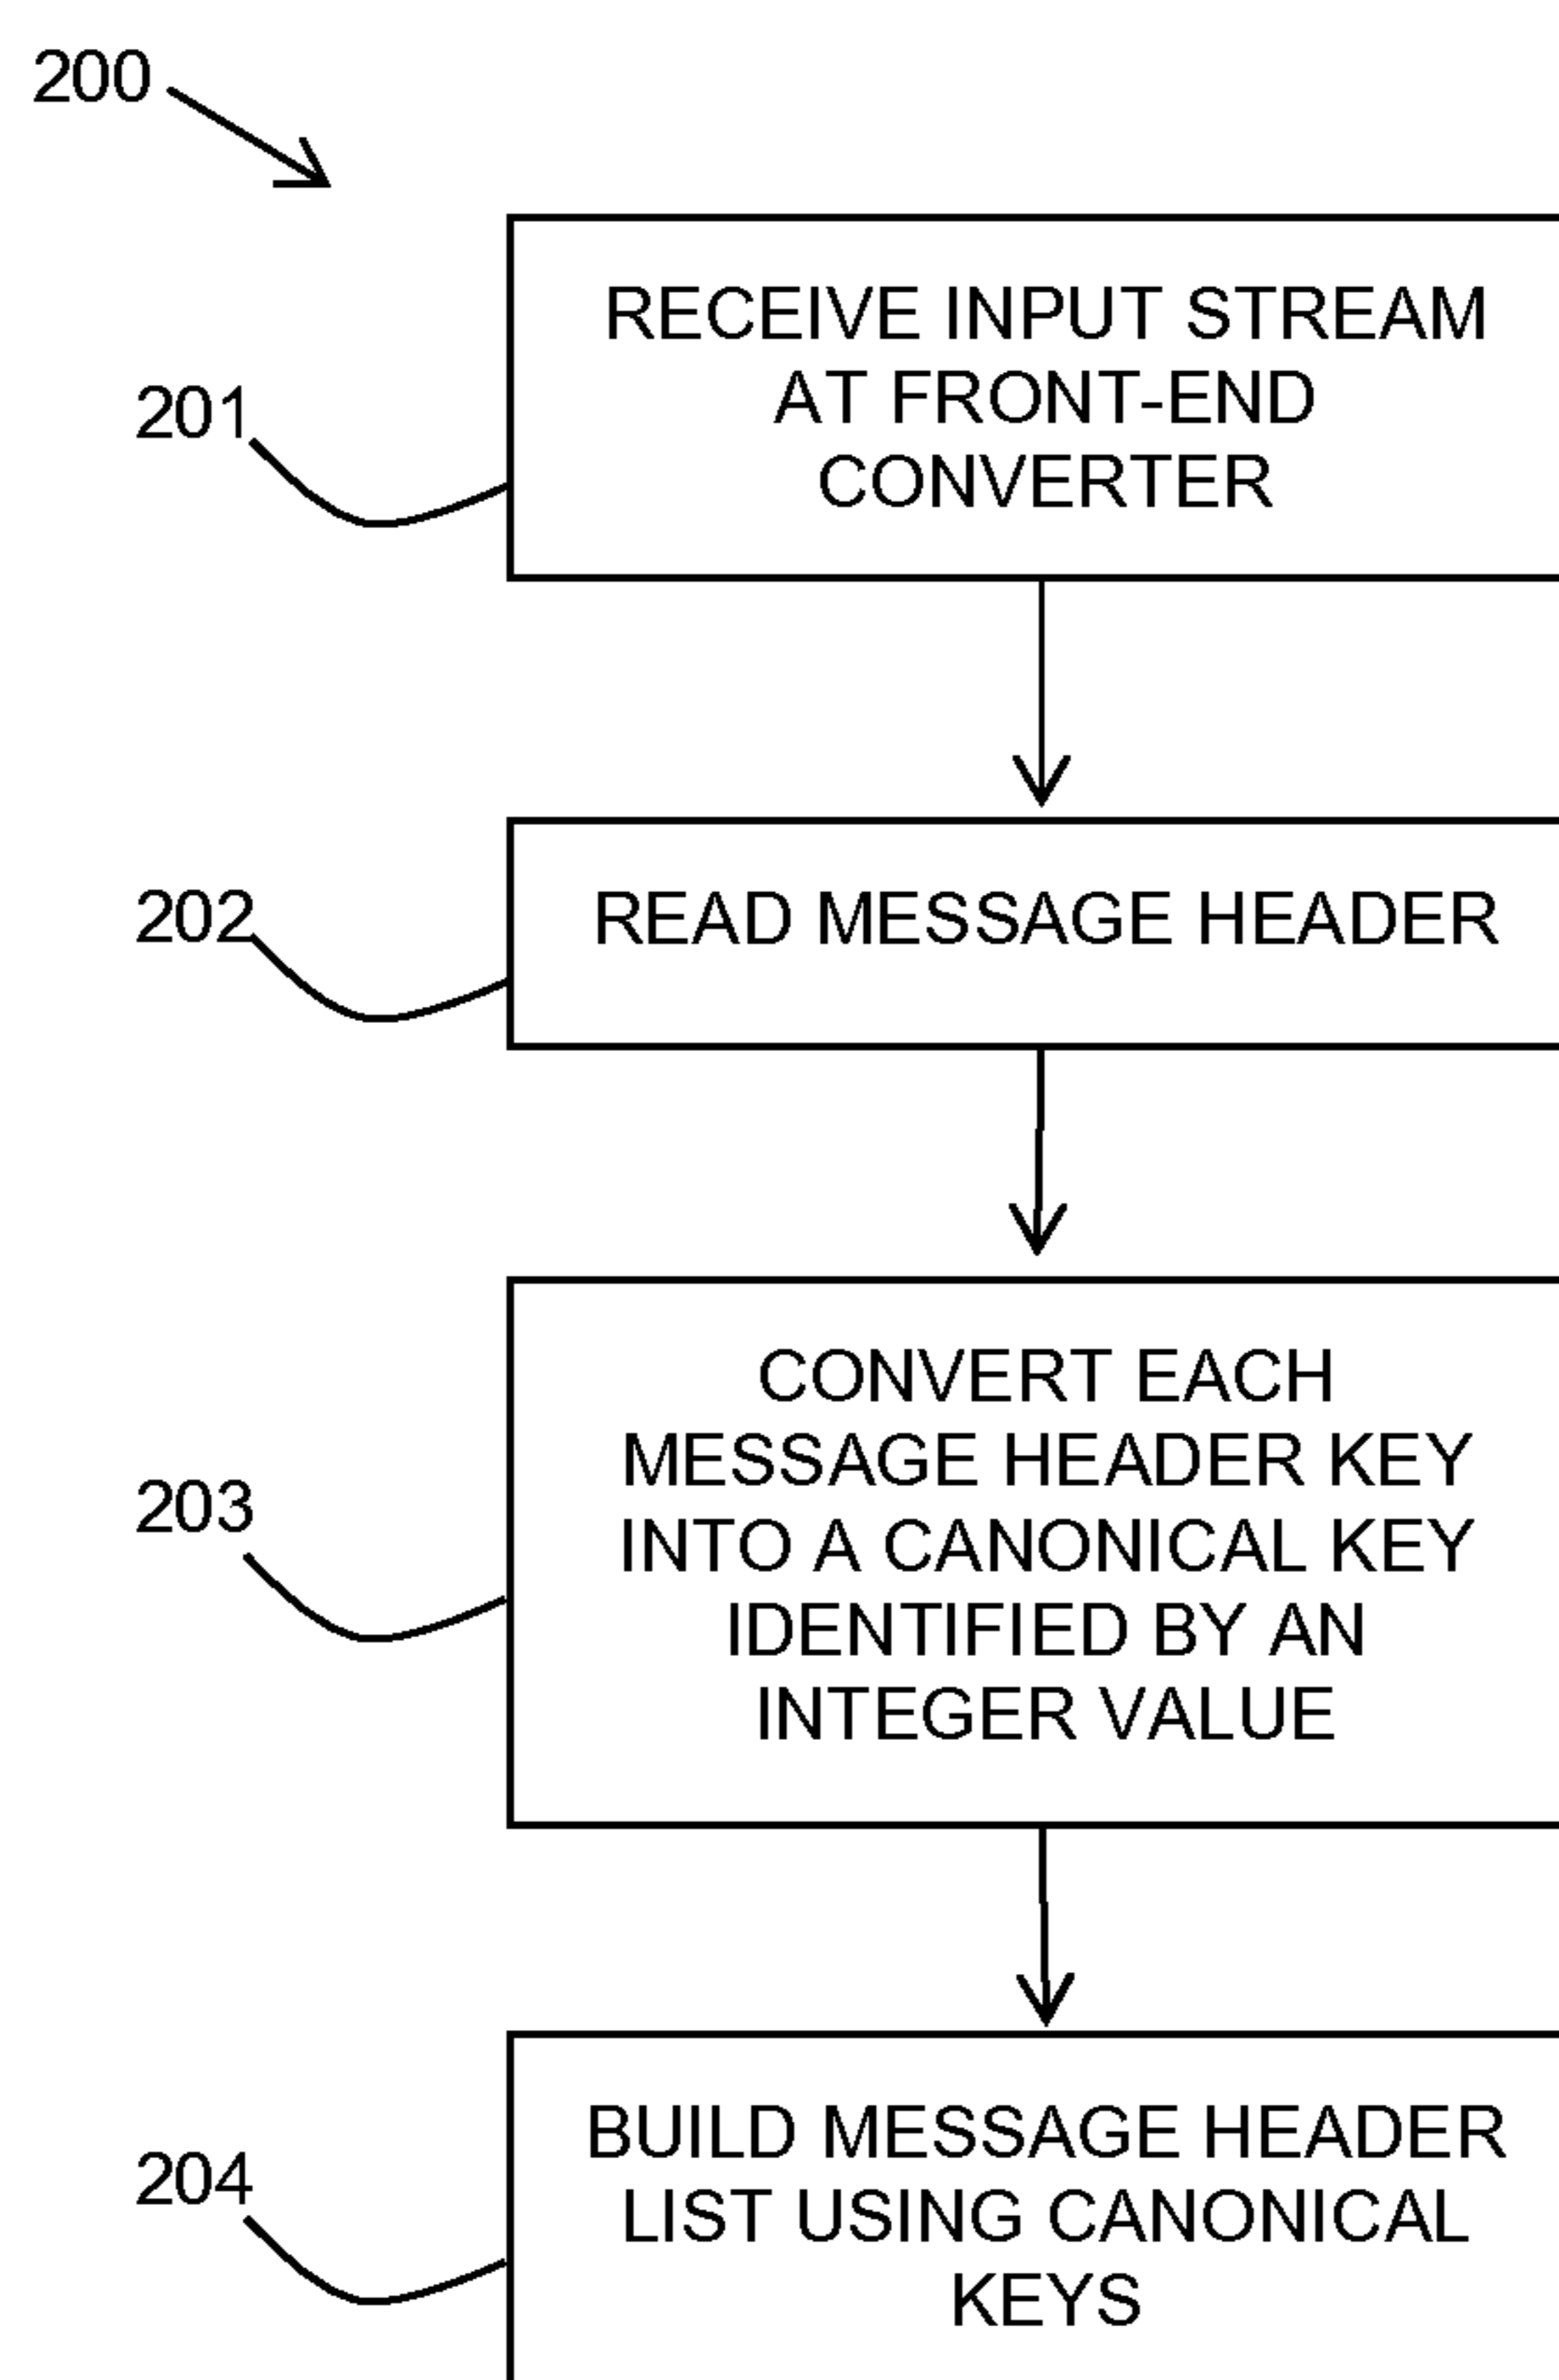 200
RECEIVE INPUT STREAM
AT FRONT-END
CONVERTER
201
READ MESSAGE HEADER
202
CONVERT EACH
MESSAGE HEADER KEY
INTO A CANONICAL KEY
IDENTIFIED BY AN
INTEGER VALUE
203
BUILD MESSAGE HEADER
LIST USING CANONICAL
KEYS
204